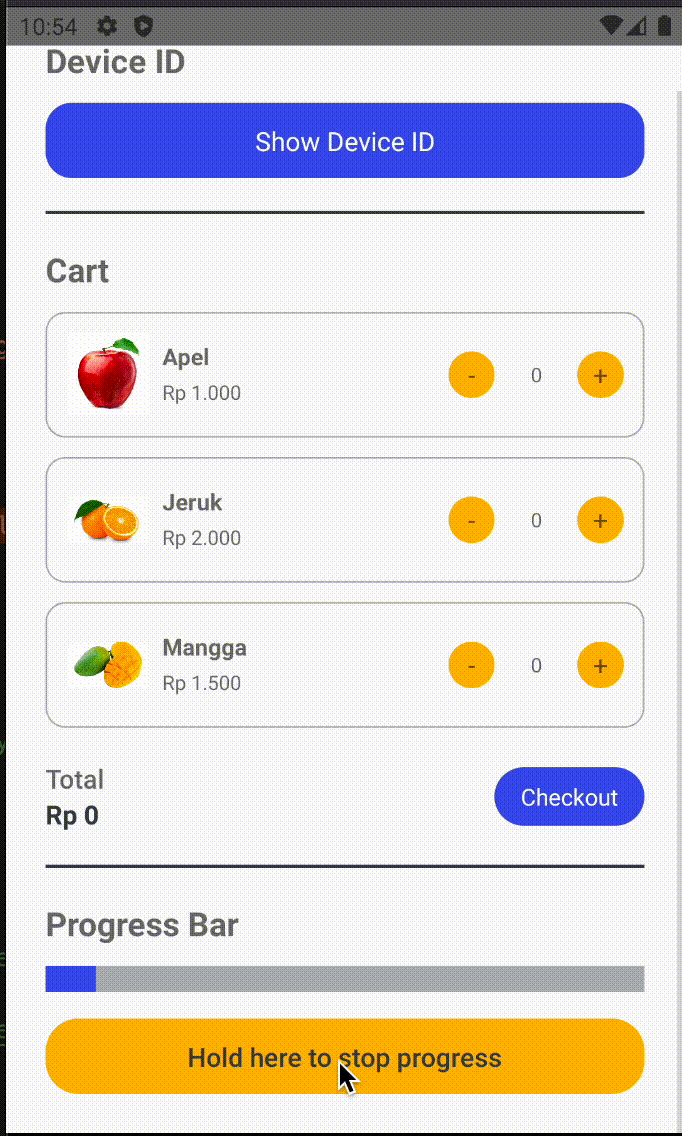 10:54
Device ID
Show Device ID
Cart
Apel
Rp 1.000
- 0 +
Jeruk
Rp 2.000
- 0 +
Mangga
Rp 1.500
- 0 +
Total
Rp 0
Checkout
Progress Bar
Hold here to stop progress